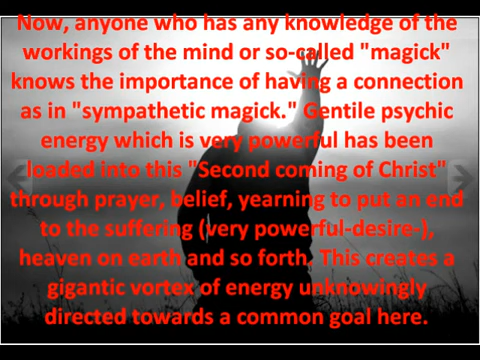 Now, anyone who has any knowledge of the
workings of the mind or so-called "magick"
knows the importance of having a connection
as in "sympathetic magick." Gentile psychic
energy which is very powerful has been
loaded into this "Second coming of Christ"
through prayer, belief, yearning to put an end
to the suffering (very powerful-desire-),
heaven on earth and so forth. This creates a
gigantic vortex of energy unknowingly
directed towards a common goal here.